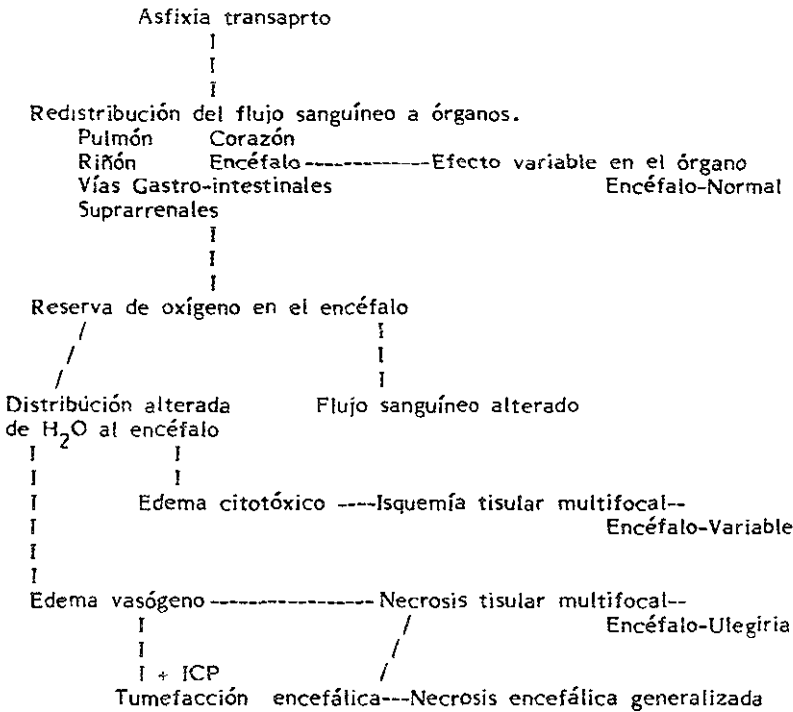 Asfixia transaprto
Redistribución del flujo sanguíneo a órganos.
Pulmón Corazón
Riñón Encéfalo-------------Efecto variable en el órgano
Vías Gastro-intestinales Encéfalo-Normal
Suprarrenales
Reserva de oxígeno en el encéfalo
Distribución alterada Flujo sanguíneo alterado
de H₂O al encéfalo
Edema citotóxico ----Isquemía tisular multifocal--
Encéfalo-Variable
Edema vasógeno----------------- Necrosis tisular multifocal--
Encéfalo-Ulegiria
+ ICP
Tumefacción encefálica---Necrosis encefálica generalizada